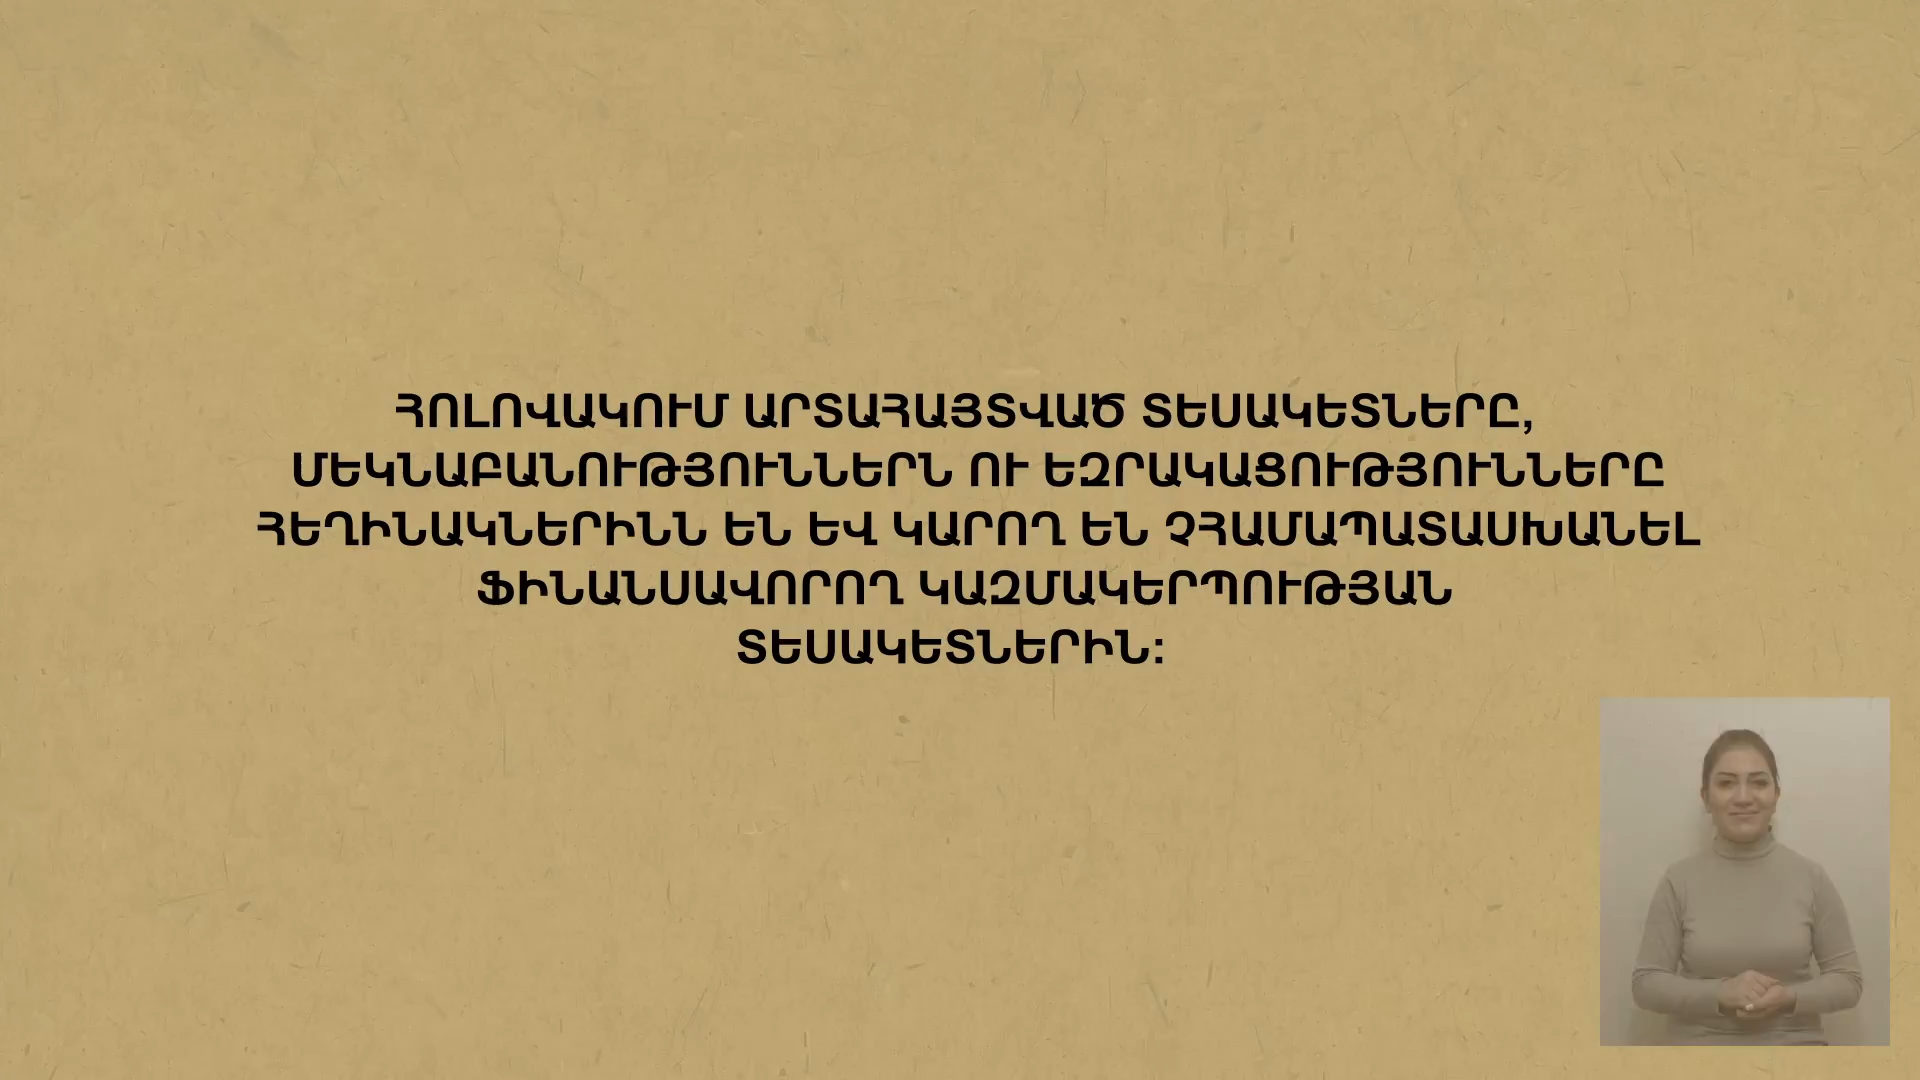 ՀՈԼՈՎԱԿՈՒՄ ԱՐՏԱՀԱՅՏՎԱԾ ՏԵՍԱԿԵՏՆԵՐԸ,
ՄԵԿՆԱԲԱՆՈՒԹՅՈՒՆՆԵՐՆ ՈՒ ԵԶՐԱԿԱՑՈՒԹՅՈՒՆՆԵՐԸ
ՀԵՂԻՆԱԿՆԵՐԻՆՆ ԵՆ ԵՎ ԿԱՐՈՂ ԵՆ ՉՀԱՄԱՊԱՏԱՍԽԱՆԵԼ
ՖԻՆԱՆՍԱՎՈՐՈՂ ԿԱԶՄԱԿԵՐՊՈՒԹՅԱՆ
ՏԵՍԱԿԵՏՆԵՐԻՆ: